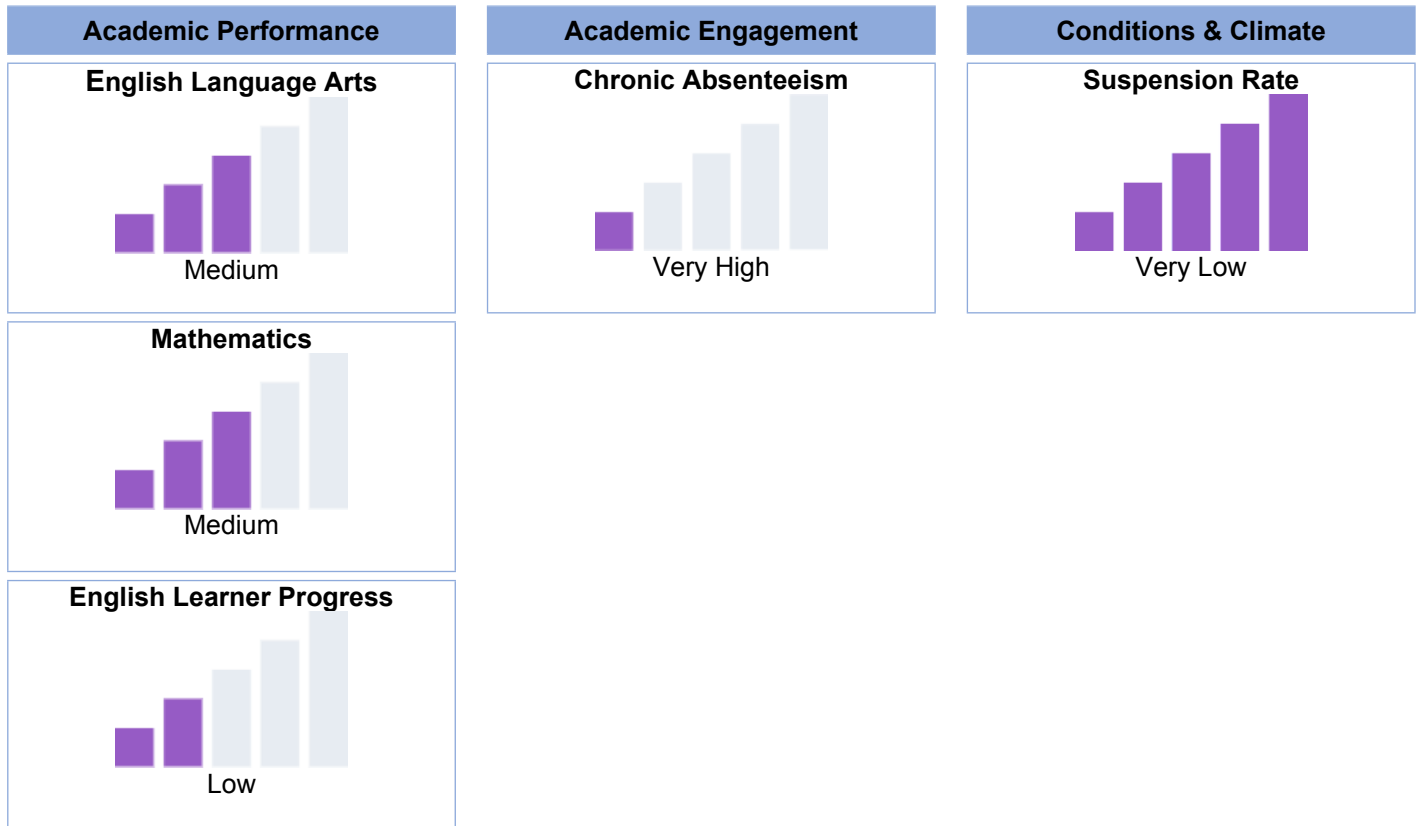 Academic Performance
English Language Arts
Medium
Mathematics
Medium
English Learner Progress
Low
Academic Engagement
Chronic Absenteeism
Very High
Conditions & Climate
Suspension Rate
Very Low